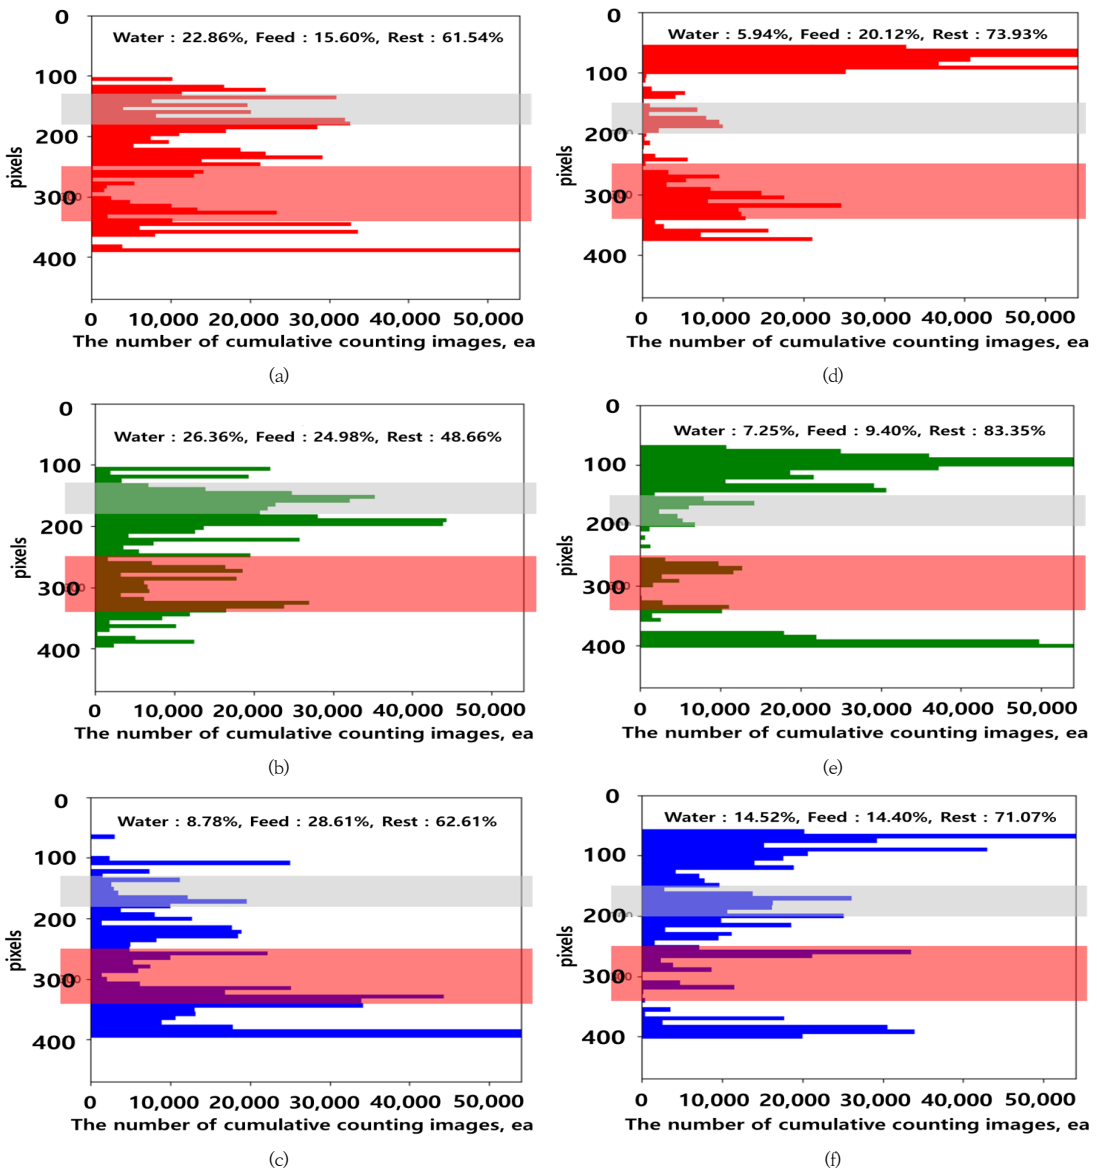 0
Water : 22.86%, Feed : 15.60%, Rest : 61.54%
100
200
300
400
pixels
0 10,000 20,000 30,000 40,000 50,000
The number of cumulative counting images, ea
(a)
0
Water : 5.94%, Feed : 20.12%, Rest : 73.93%
100
200
300
400
pixels
0 10,000 20,000 30,000 40,000 50,000
The number of cumulative counting images, ea
(d)
0
Water : 26.36%, Feed : 24.98%, Rest : 48.66%
100
200
300
400
pixels
0 10,000 20,000 30,000 40,000 50,000
The number of cumulative counting images, ea
(b)
0
Water : 7.25%, Feed : 9.40%, Rest : 83.35%
100
200
300
400
pixels
0 10,000 20,000 30,000 40,000 50,000
The number of cumulative counting images, ea
(e)
0
Water : 8.78%, Feed : 28.61%, Rest : 62.61%
100
200
300
400
pixels
0 10,000 20,000 30,000 40,000 50,000
The number of cumulative counting images, ea
(c)
0
Water : 14.52%, Feed : 14.40%, Rest : 71.07%
100
200
300
400
pixels
0 10,000 20,000 30,000 40,000 50,000
The number of cumulative counting images, ea
(f)